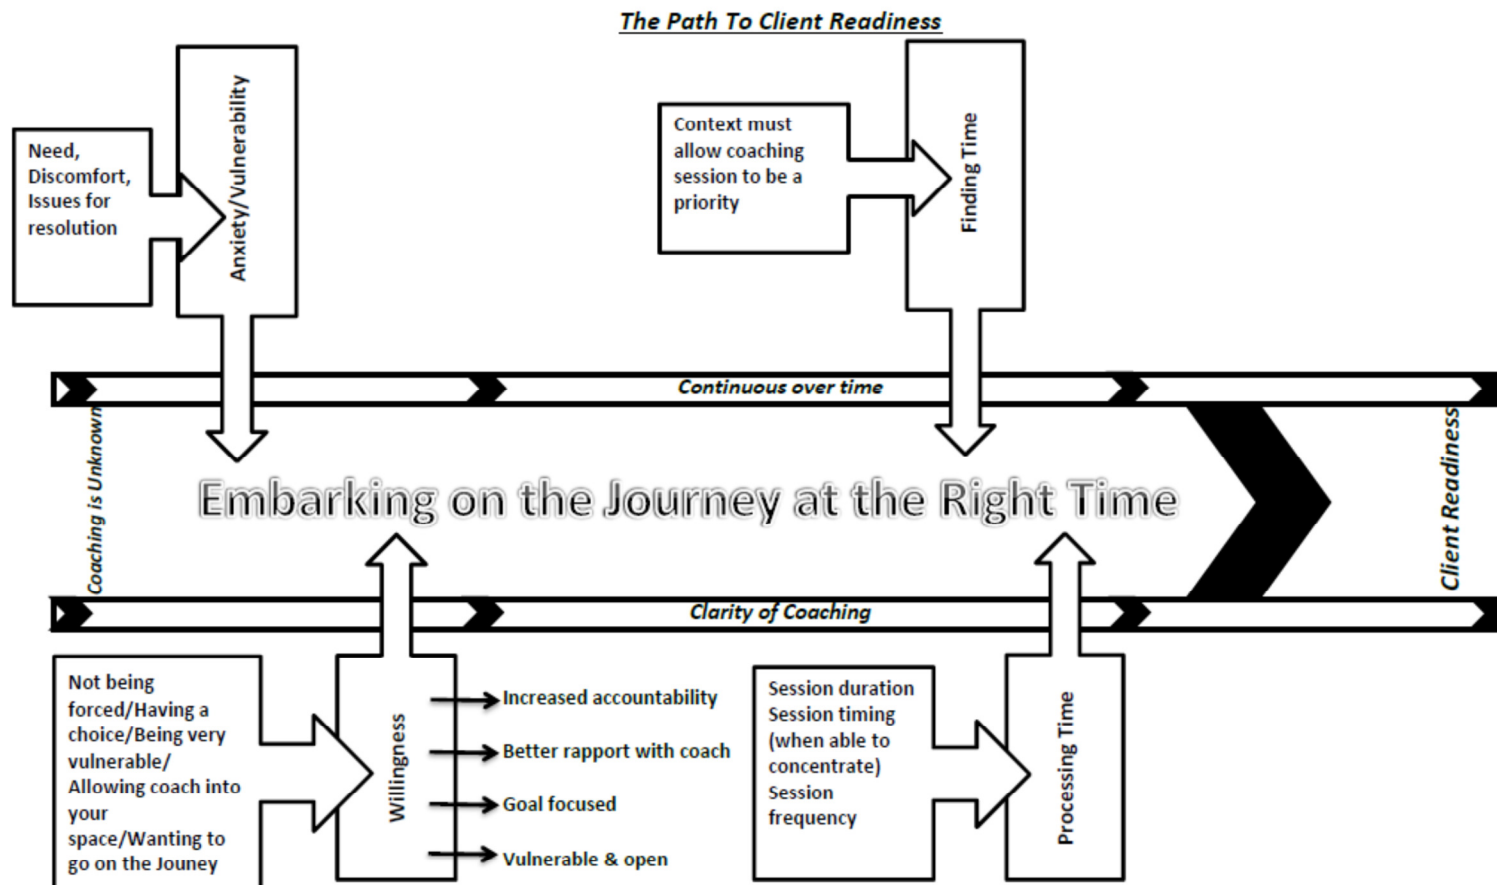 The Path To Client Readiness
Need,
Discomfort,
Issues for
resolution
Anxiety/Vulnerability
Context must
allow coaching
session to be a
priority
Finding Time
Continuous over time
Coaching is Unknown
Embarking on the Journey at the Right Time
Client Readiness
Clarity of Coaching
Not being
forced/Having a
choice/Being very
vulnerable/
Allowing coach into
your
space/Wanting to
go on the Jouney
Willingness
Increased accountability
Better rapport with coach
Goal focused
Vulnerable & open
Session duration
Session timing
(when able to
concentrate)
Session
frequency
Processing Time